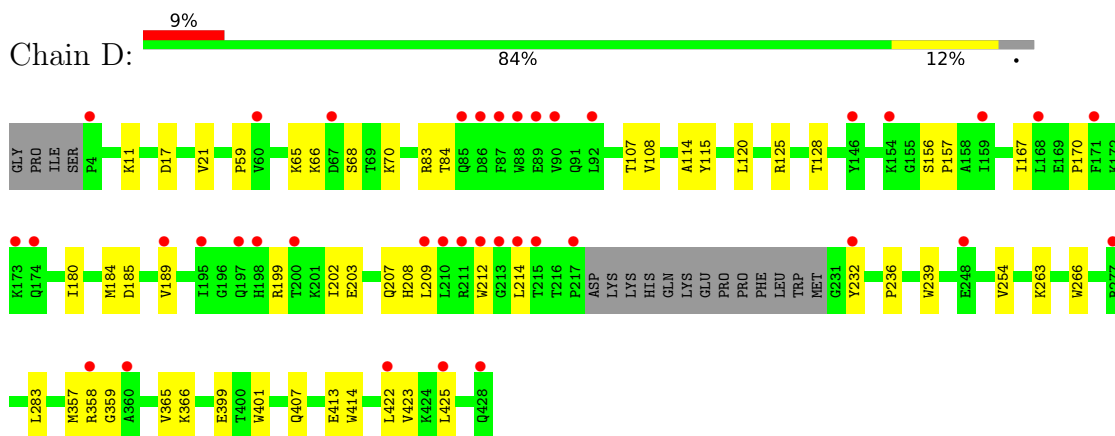 9%
Chain D:
84% 12% •
GLY PRO ILE SER P4 K11 D17 V21 P59 V60 K65 K66 D67 S68 T69 K70 R83 T84 Q85 D86 F87 W88 E89 V90 Q91 L92 T107 V108 A114 Y115 L120 R125 T128 Y146 K154 G155 S156 P157 A158 I159 I167 L168 E169 P170 F171 K172
K173 Q174 I180 M184 D185 V189 I195 G196 Q197 H198 R199 T200 K201 I202 E203 Q207 H208 L209 L210 R211 W212 G213 L214 T215 T216 P217 ASP LYS LYS HIS GLN LYS GLU PRO PRO PHE LEU TRP MET G231 Y232 P236 W239 E248 V254 K263 W266 R277
L283 M357 R358 G359 A360 V365 K366 E399 T400 W401 Q407 E413 W414 L422 V423 K424 L425 Q428